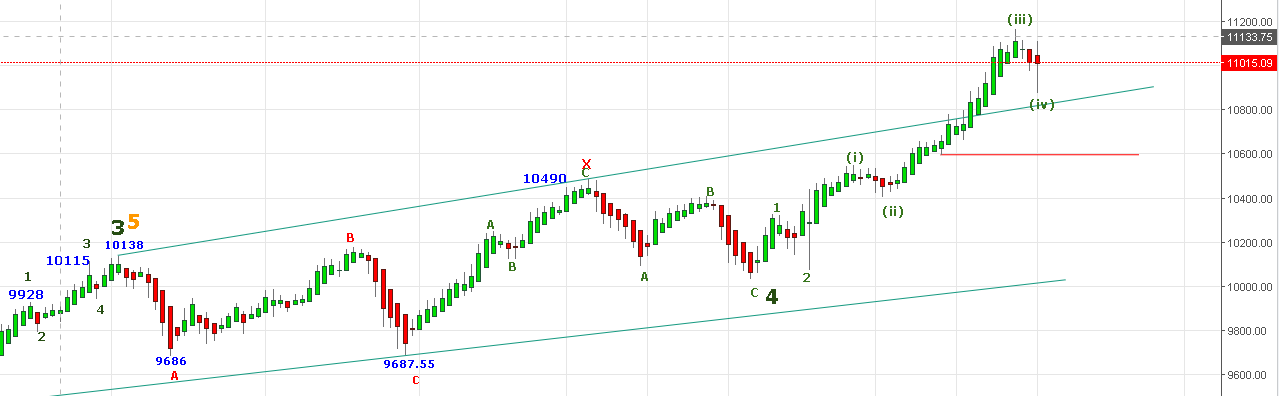 (iii)
11200.00
11133.75
11015.09
(iv)
10800.00
(i)
10600.00
X
C
10490
B
10400.00
(ii)
1
3 5
A
B
3
10138
10200.00
10115
B
A
1
2
10000.00
9928
C 4
4
2
9800.00
9686
9687.55
A
C
9600.00